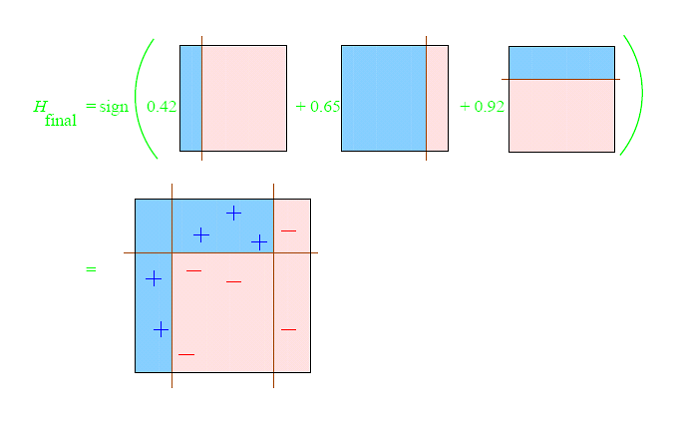 H final = sign ( 0.42 + 0.65 + 0.92 )
=
+ + + −
+ − −
+ −
−